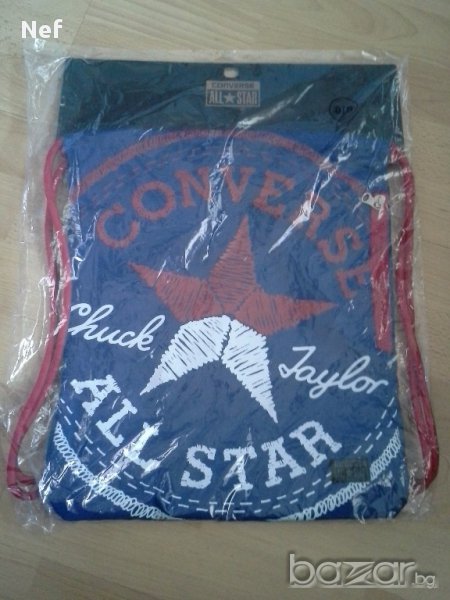 Nef
CONVERSE
ALL STAR
CONVERSE
Chuck Taylor
ALL STAR
bazar.bg